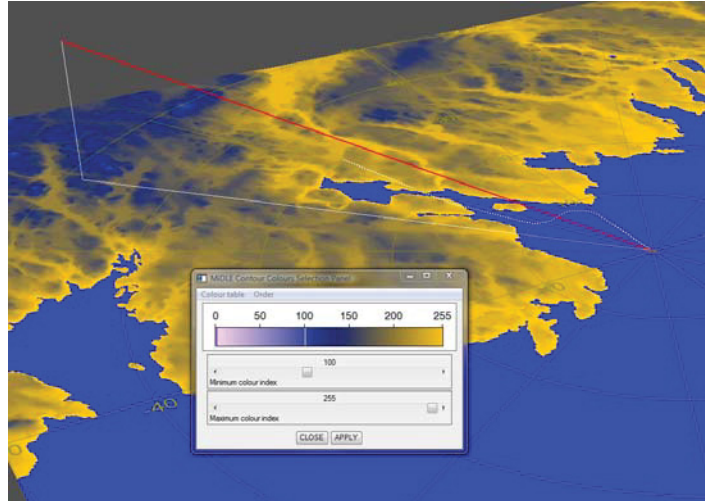 MIDLE Contour Colours Selection Panel
Colour table Order
0 50 100 150 200 255
100
Minimum colour index
255
Maximum colour index
CLOSE APPLY
40